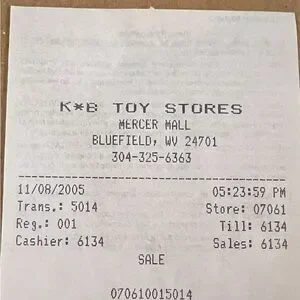 K*B TOY STORES
MERCER MALL
BLUEFIELD, WV 24701
304-325-6363
11/08/2005 05:23:59 PM
Trans.: 5014 Store: 07061
Reg.: 001 Till: 6134
Cashier: 6134 Sales: 6134
SALE
070610015014